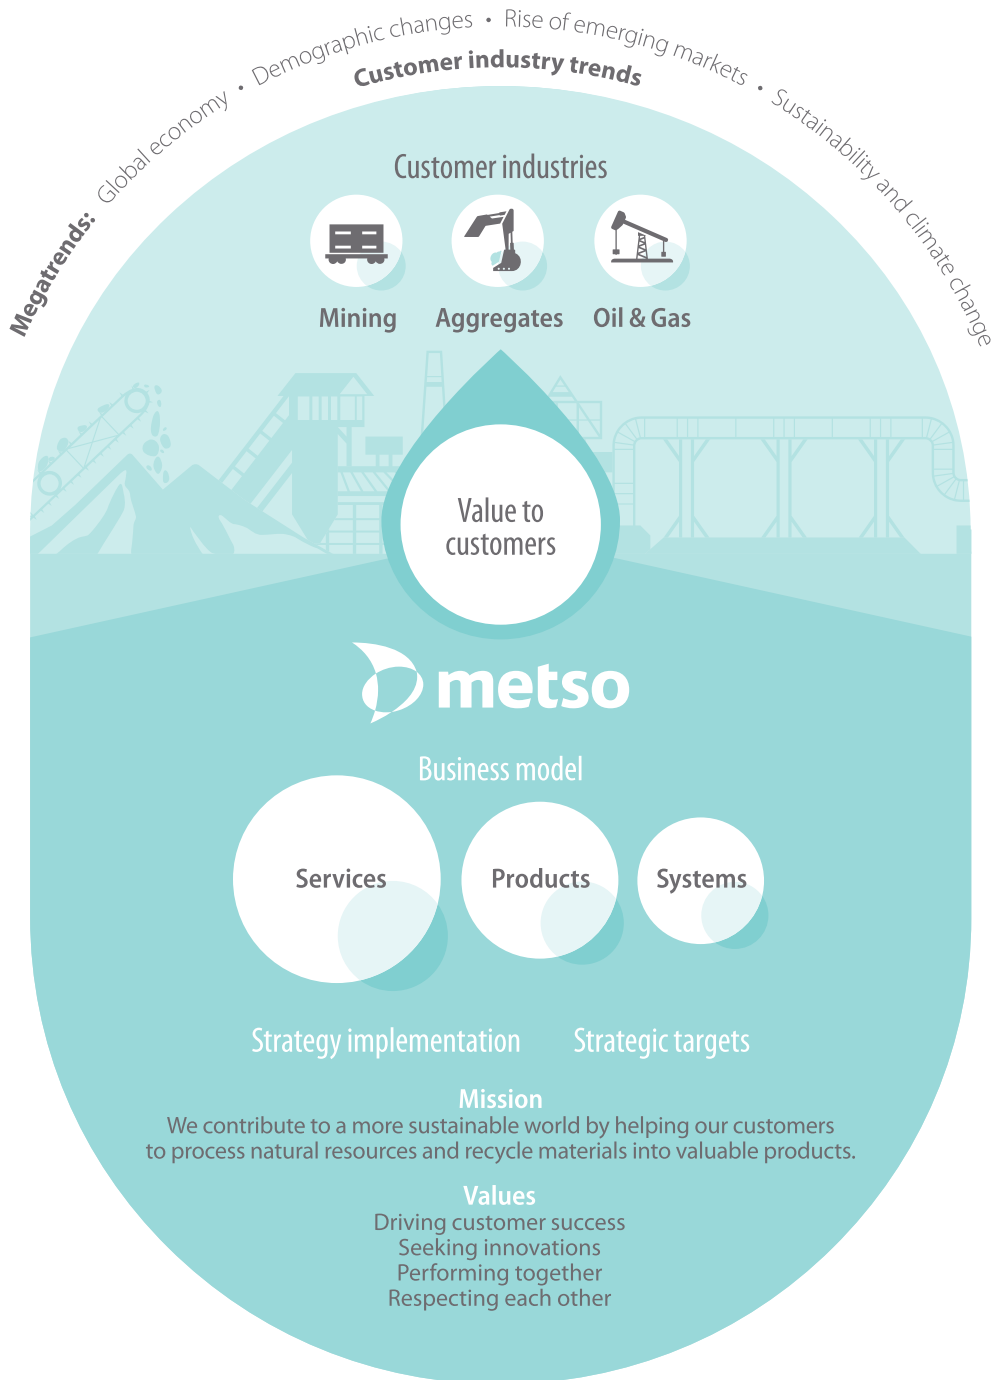 Megatrends: Global economy • Demographic changes • Rise of emerging markets • Sustainability and climate change
Customer industry trends
Customer industries
Mining Aggregates Oil & Gas
Value to
customers
metso
Business model
Services Products Systems
Strategy implementation Strategic targets
Mission
We contribute to a more sustainable world by helping our customers
to process natural resources and recycle materials into valuable products.
Values
Driving customer success
Seeking innovations
Performing together
Respecting each other